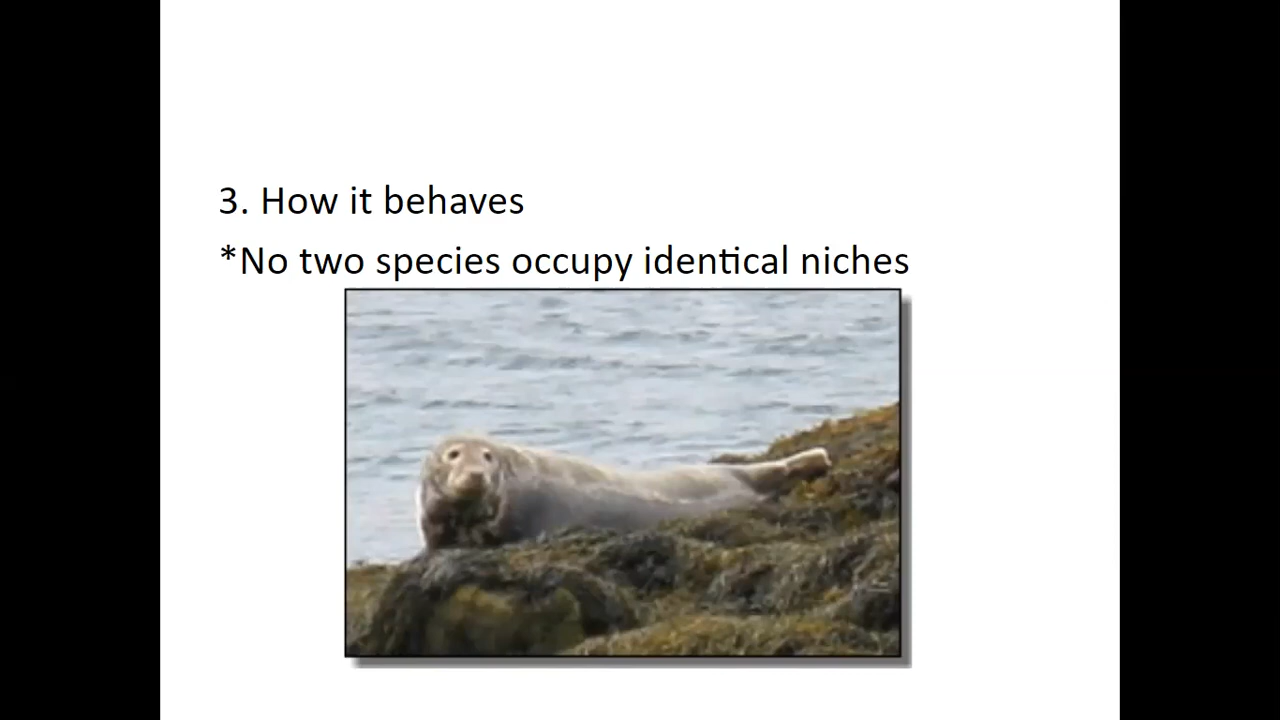 3. How it behaves
*No two species occupy identical niches